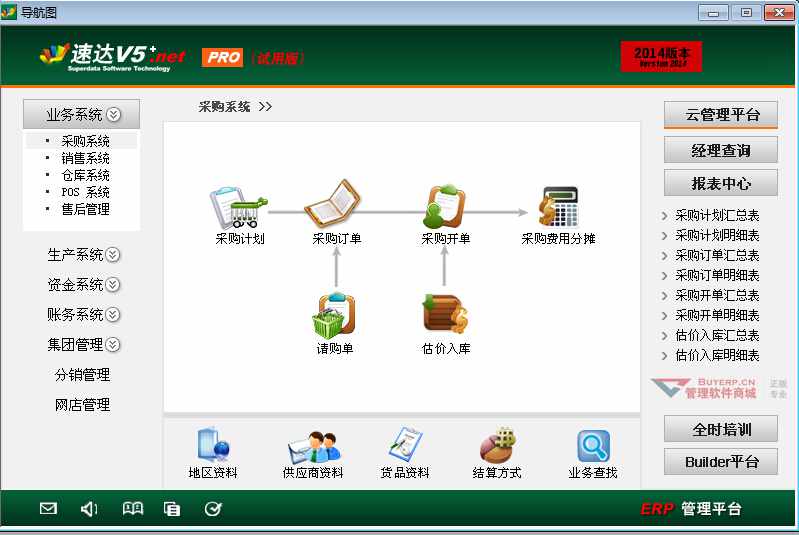 导航图
速达V5+.net
Superdata Software Technology
PRO
(试用版)
2014版本
Version 2014
业务系统
采购系统
销售系统
仓库系统
POS 系统
售后管理
生产系统
资金系统
账务系统
集团管理
分销管理
网店管理
采购系统 >>
采购计划
采购订单
采购开单
采购费用分摊
请购单
估价入库
地区资料
供应商资料
货品资料
结算方式
业务查找
云管理平台
经理查询
报表中心
采购计划汇总表
采购计划明细表
采购订单汇总表
采购订单明细表
采购开单汇总表
采购开单明细表
估价入库汇总表
估价入库明细表
BUYERP.CN
管理软件商城
正版
专业
全时培训
Builder平台
ERP 管理平台